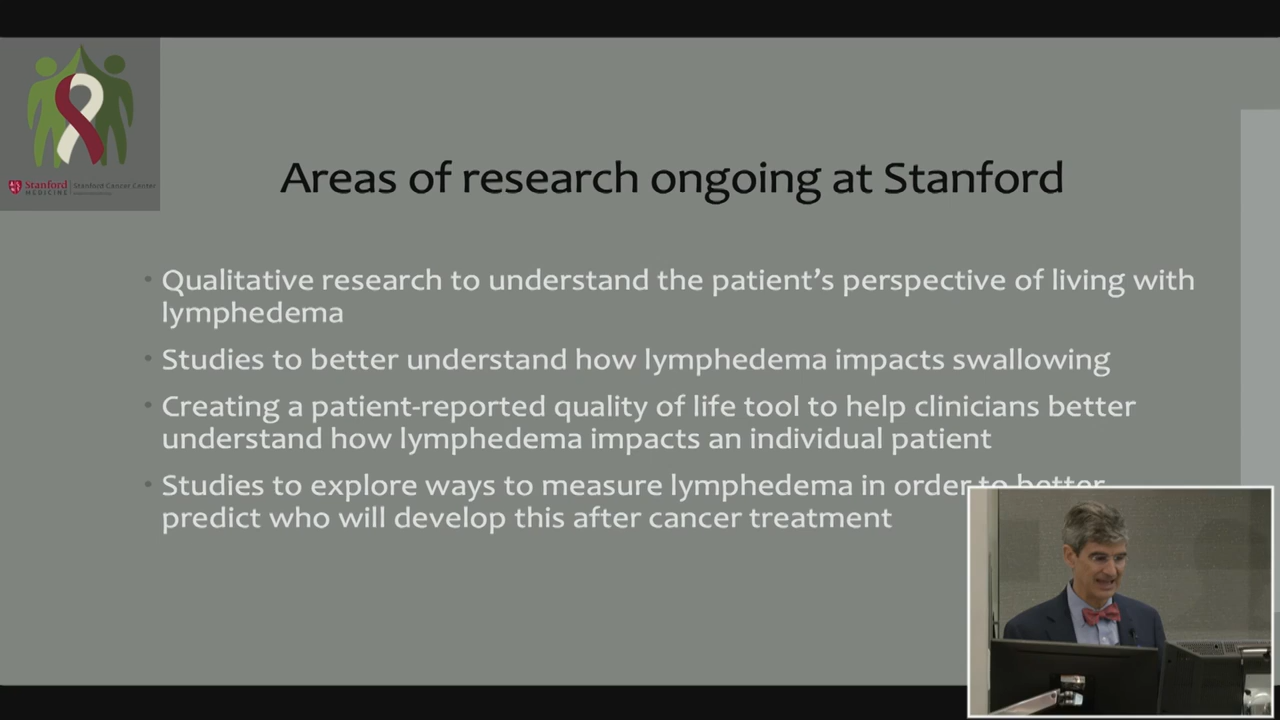 Stanford
MEDICINE
Stanford Cancer Center
Areas of research ongoing at Stanford
• Qualitative research to understand the patient’s perspective of living with
lymphedema
• Studies to better understand how lymphedema impacts swallowing
• Creating a patient-reported quality of life tool to help clinicians better
understand how lymphedema impacts an individual patient
• Studies to explore ways to measure lymphedema in order to better
predict who will develop this after cancer treatment